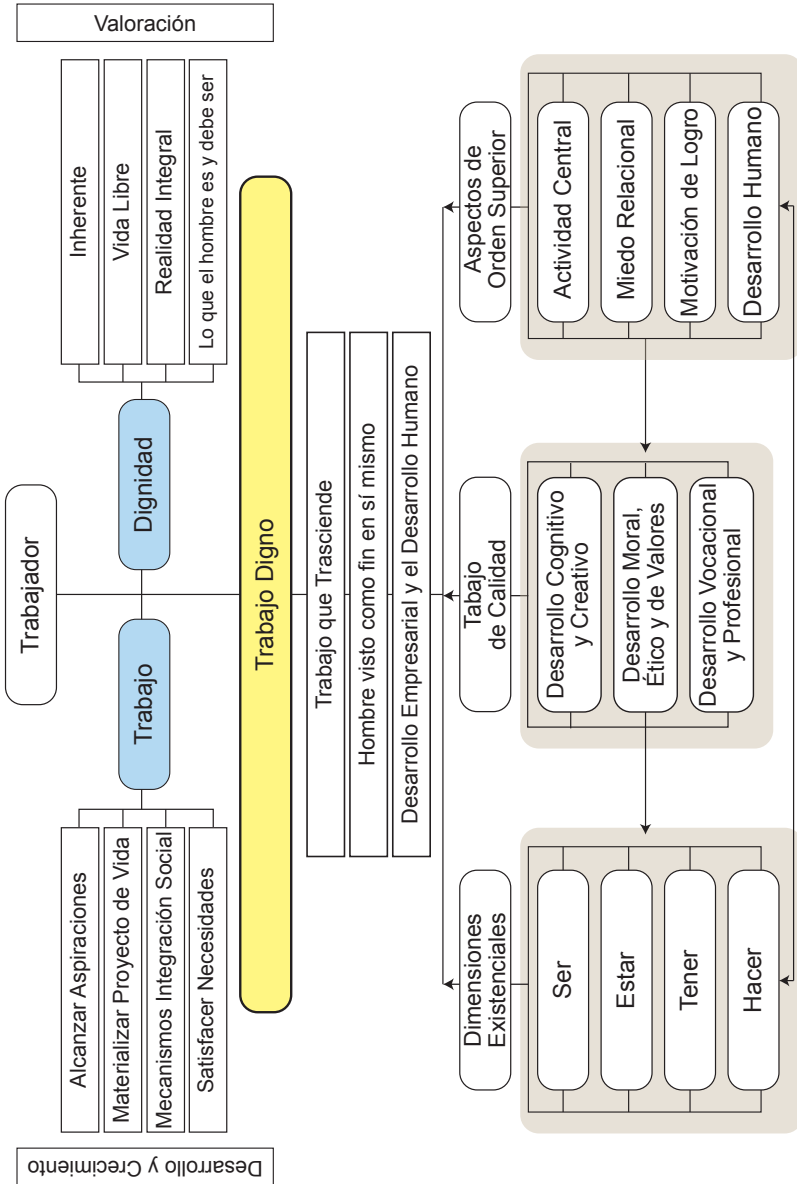 Trabajador
Desarrollo y Crecimiento
Alcanzar Aspiraciones
Materializar Proyecto de Vida
Mecanismos Integración Social
Satisfacer Necesidades
Trabajo
Dignidad
Inherente
Vida Libre
Realidad Integral
Lo que el hombre es y debe ser
Valoración
Trabajo Digno
Trabajo que Trasciende
Hombre visto como fin en sí mismo
Desarrollo Empresarial y el Desarrollo Humano
Dimensiones
Existenciales
Ser
Estar
Tener
Hacer
Tabajo
de Calidad
Desarrollo Cognitivo
y Creativo
Desarrollo Moral,
Ético y de Valores
Desarrollo Vocacional
y Profesional
Aspectos de
Orden Superior
Actividad Central
Miedo Relacional
Motivación de Logro
Desarrollo Humano